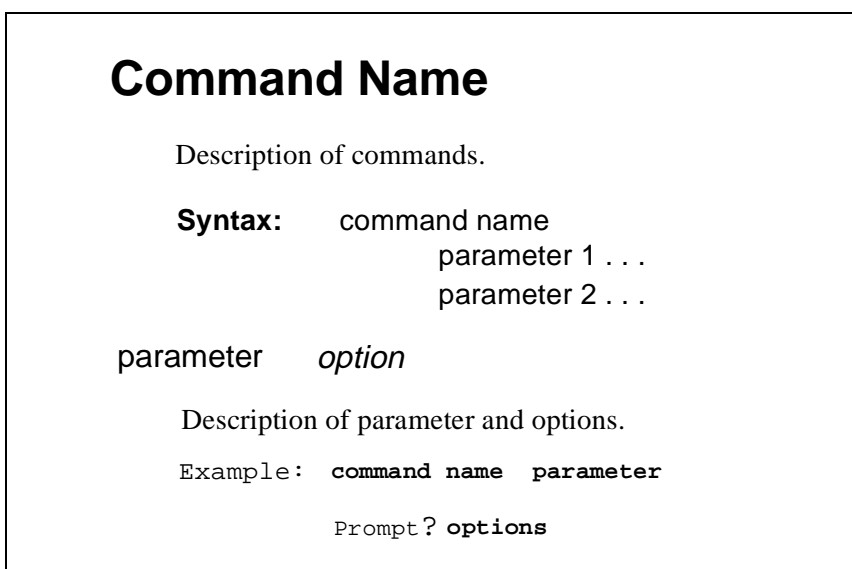 Command Name
Description of commands.
Syntax: command name
parameter 1 . . .
parameter 2 . . .
parameter option
Description of parameter and options.
Example: command name parameter
Prompt? options